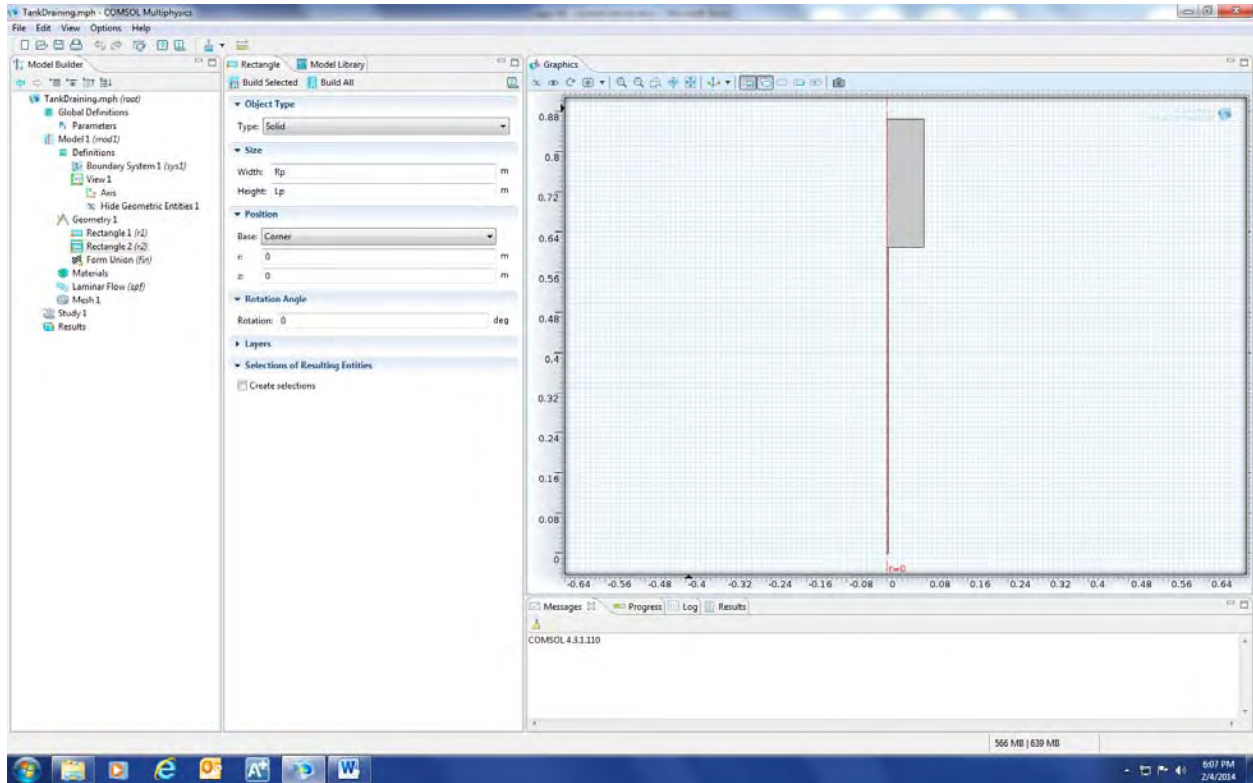 TankDraining.mph - COMSOL Multiphysics
File Edit View Options Help
Model Builder
TankDraining.mph (root)
Global Definitions
Parameters
Model 1 (mod1)
Definitions
Boundary System 1 (sys1)
View 1
Axis
Hide Geometric Entities 1
Geometry 1
Rectangle 1 (r1)
Rectangle 2 (r2)
Form Union (fin)
Materials
Laminar Flow (spf)
Mesh 1
Study 1
Results
Rectangle Model Library
Build Selected Build All
Object Type
Type: Solid
Size
Width: Rp m
Height: Lp m
Position
Base: Corner
r: 0 m
z: 0 m
Rotation Angle
Rotation: 0 deg
Layers
Selections of Resulting Entities
Create selections
Graphics
0.88
0.8
0.72
0.64
0.56
0.48
0.4
0.32
0.24
0.16
0.08
0
r=0
-0.64 -0.56 -0.48 -0.4 -0.32 -0.24 -0.16 -0.08 0 0.08 0.16 0.24 0.32 0.4 0.48 0.56 0.64
Messages Progress Log Results
COMSOL 4.3.1.110
566 MB | 639 MB
6:07 PM
2/4/2014